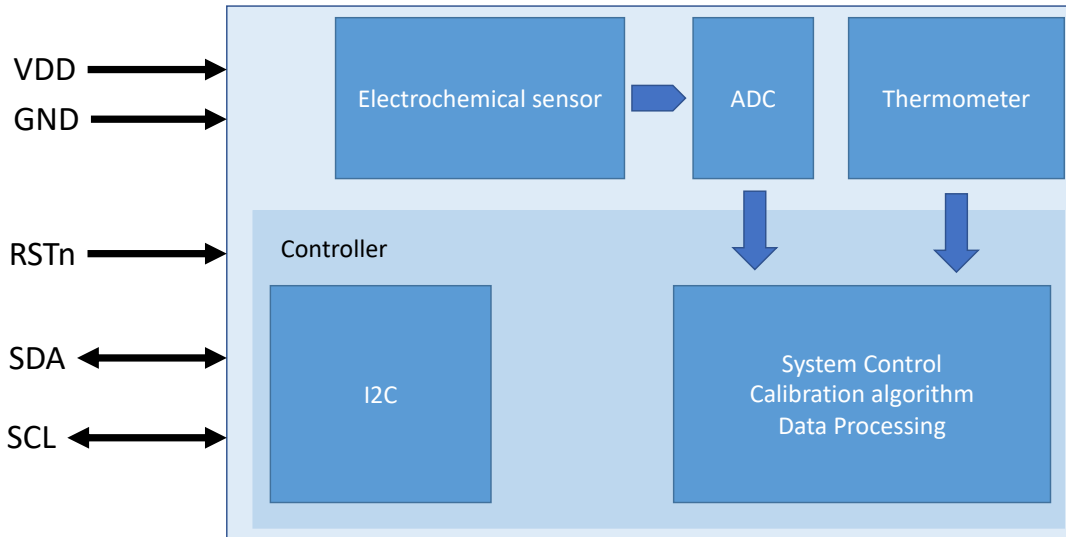 VDD
GND
RSTn
SDA
SCL
Electrochemical sensor
ADC
Thermometer
Controller
I2C
System Control
Calibration algorithm
Data Processing